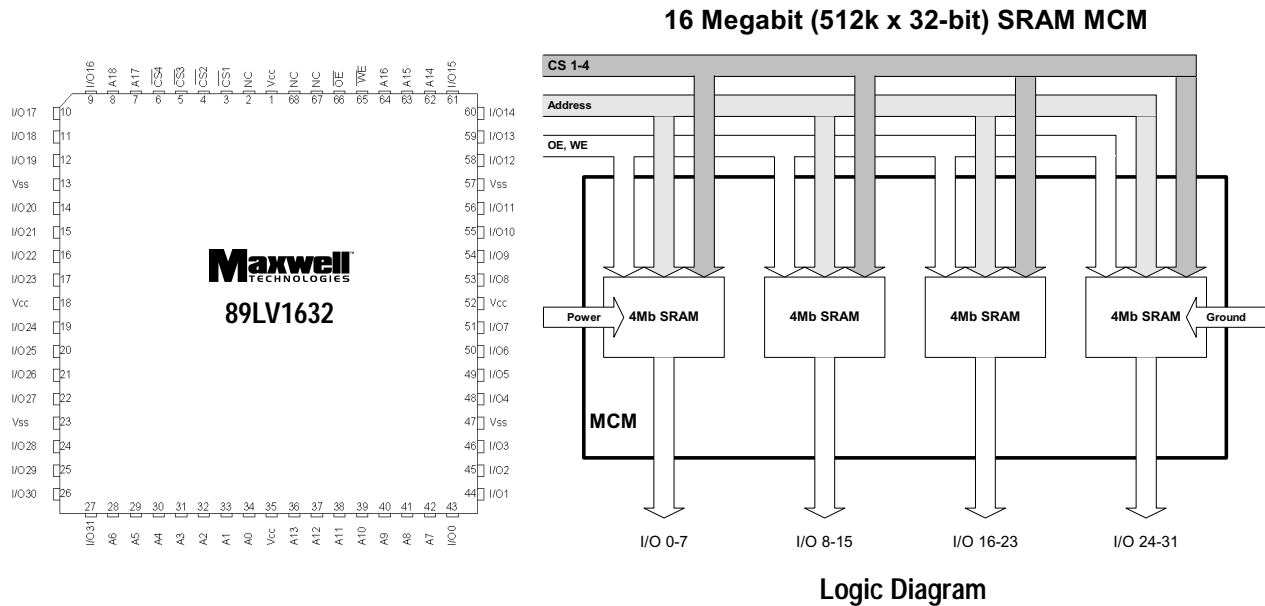 16 Megabit (512k x 32-bit) SRAM MCM
I/O16 A18 A17 CS4 CS3 CS2 CS1 NC Vcc NC NC OE WE A16 A15 A14 I/O15
9 8 7 6 5 4 3 2 1 68 67 66 65 64 63 62 61
I/O17 10 60 I/O14
I/O18 11 59 I/O13
I/O19 12 58 I/O12
Vss 13 57 Vss
I/O20 14 56 I/O11
I/O21 15 55 I/O10
I/O22 16 54 I/O9
I/O23 17 53 I/O8
Vcc 18 52 Vcc
I/O24 19 51 I/O7
I/O25 20 50 I/O6
I/O26 21 49 I/O5
I/O27 22 48 I/O4
Vss 23 47 Vss
I/O28 24 46 I/O3
I/O29 25 45 I/O2
I/O30 26 44 I/O1
27 28 29 30 31 32 33 34 35 36 37 38 39 40 41 42 43
I/O31 A6 A5 A4 A3 A2 A1 A0 Vcc A13 A12 A11 A10 A9 A8 A7 I/O0
Maxwell™
TECHNOLOGIES
89LV1632
CS 1-4
Address
OE, WE
Power 4Mb SRAM 4Mb SRAM 4Mb SRAM 4Mb SRAM Ground
MCM
I/O 0-7 I/O 8-15 I/O 16-23 I/O 24-31
Logic Diagram